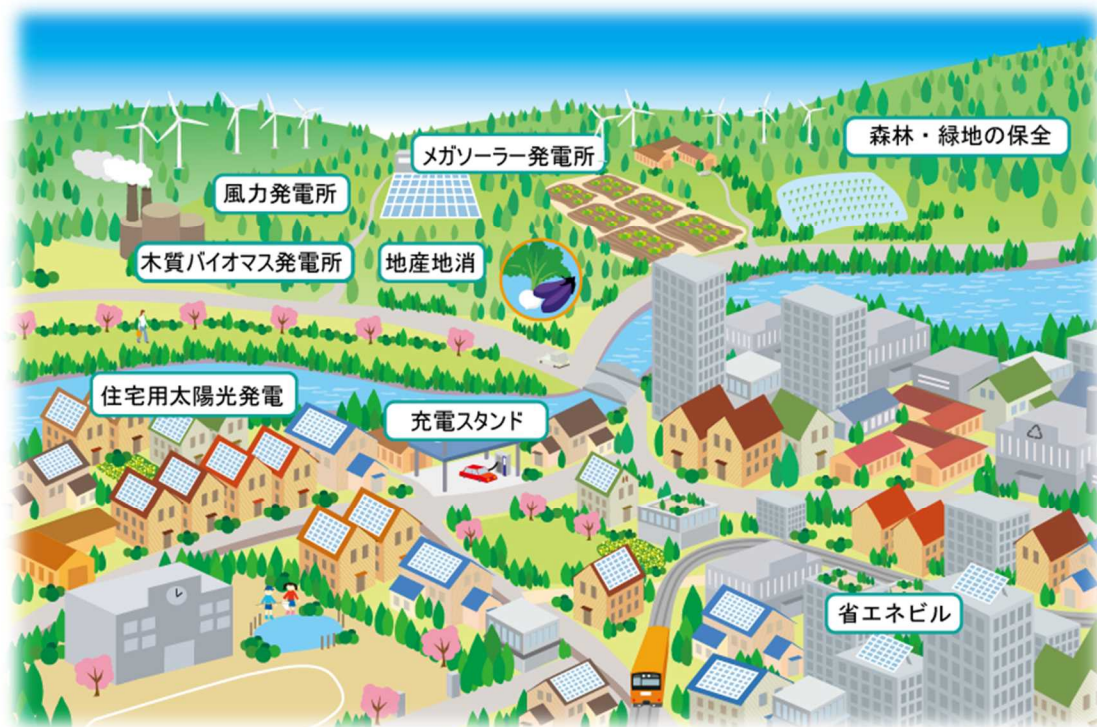 メガソーラー発電所
森林・緑地の保全
風力発電所
木質バイオマス発電所
地産地消
住宅用太陽光発電
充電スタンド
省エネビル